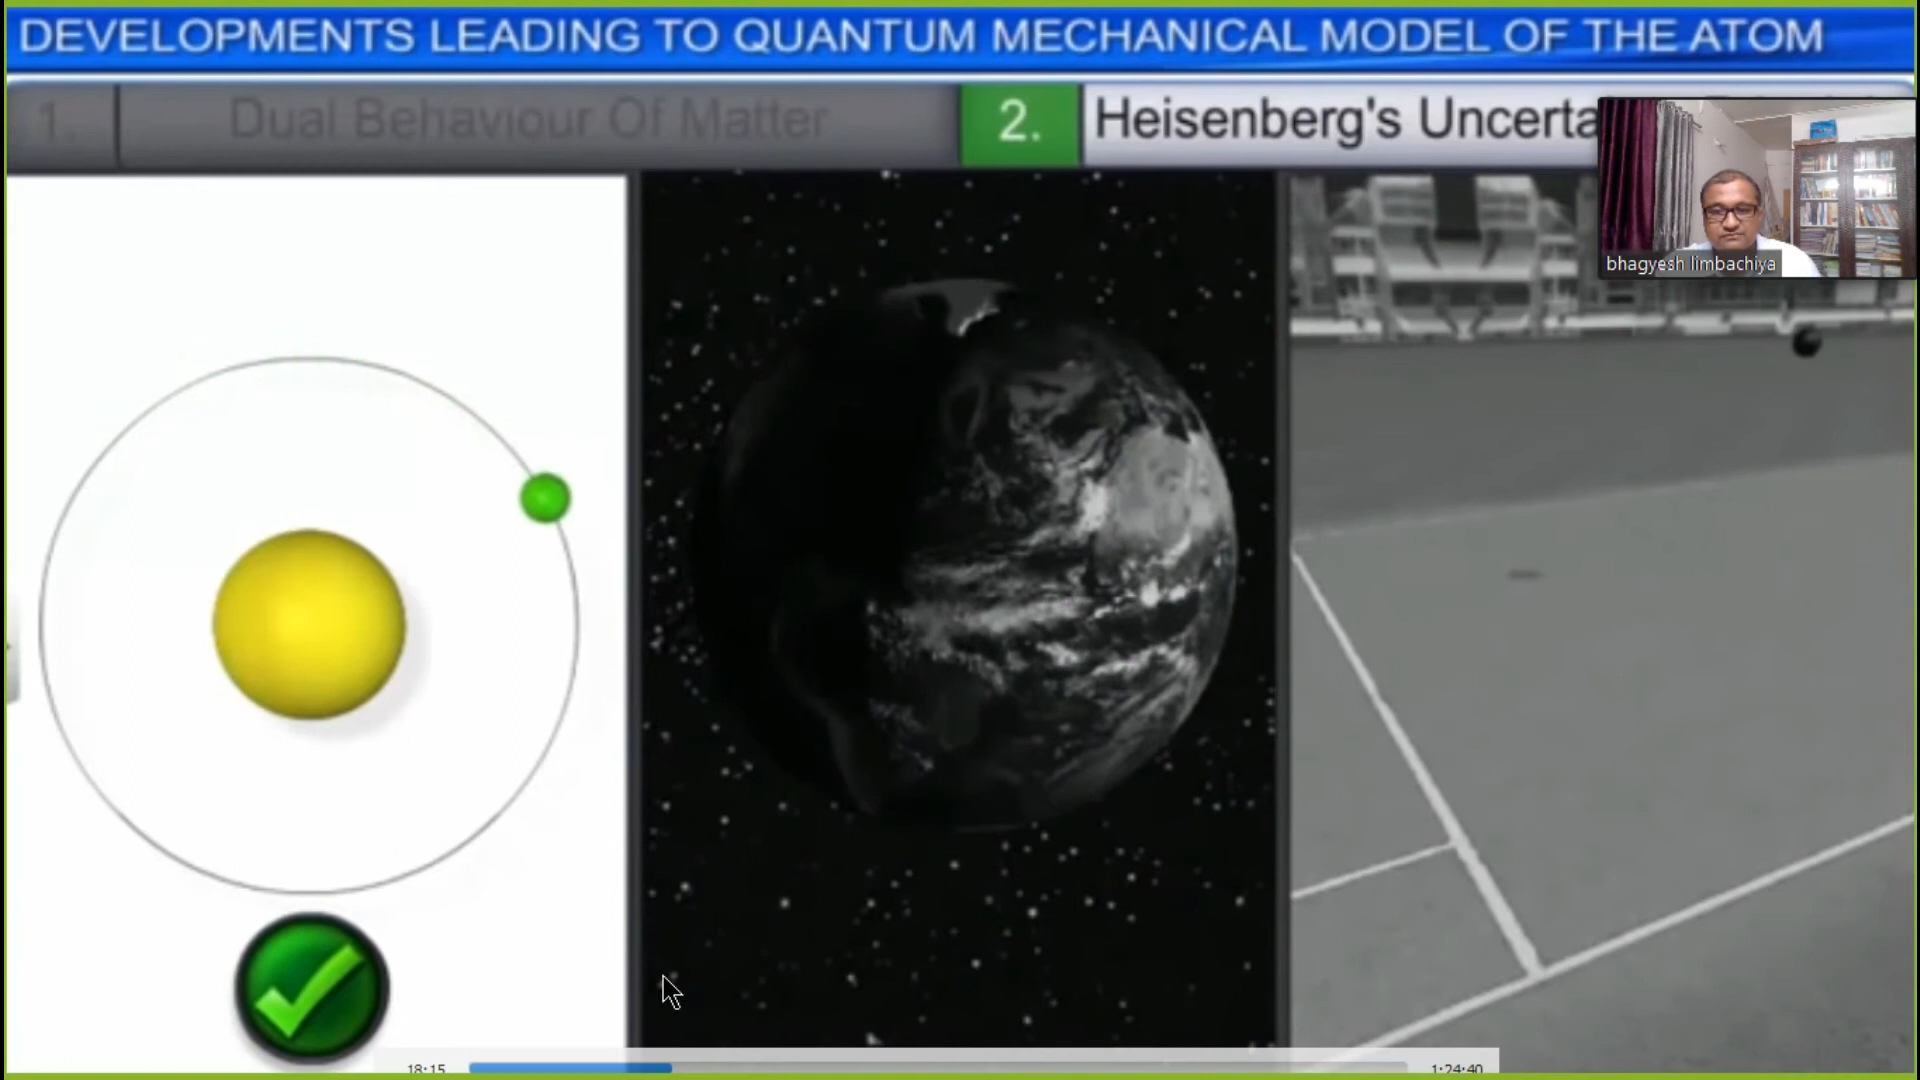 DEVELOPMENTS LEADING TO QUANTUM MECHANICAL MODEL OF THE ATOM
1. Dual Behaviour Of Matter 2. Heisenberg's Uncerta
bhagyesh limbachiya
18:15 1:24:40